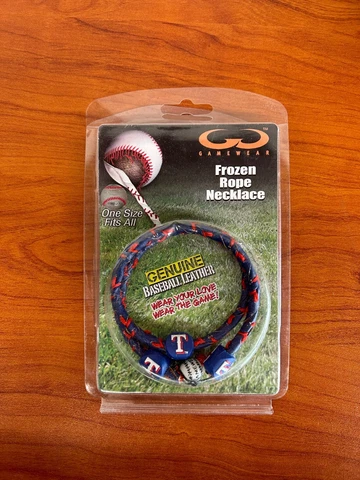 GAMEWEAR
Frozen
Rope
Necklace
One Size
Fits All
GENUINE
BASEBALL LEATHER
WEAR YOUR LOVE
WEAR THE GAME!
T
T
T